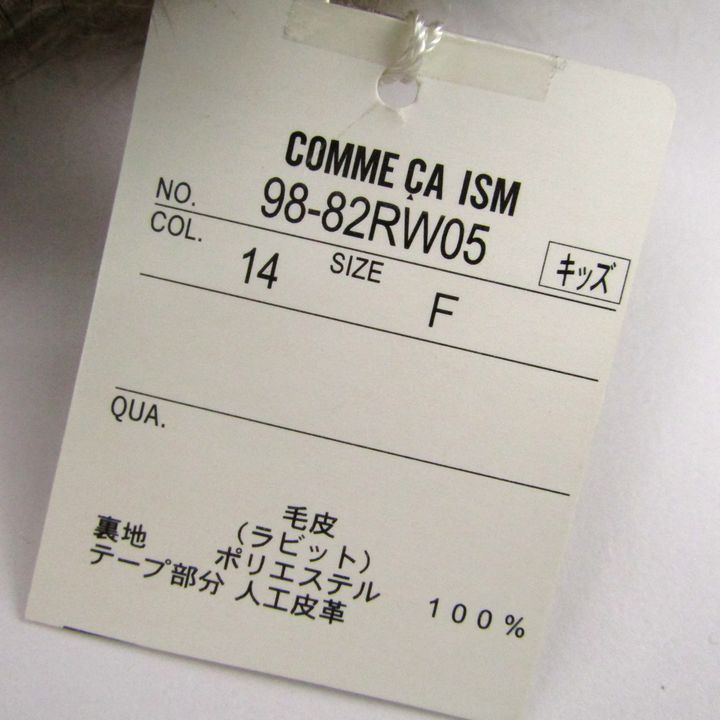 COMME ÇA ISM
NO. 98-82RW05
キッズ
COL. 14 SIZE F
QUA.
毛皮
(ラビット)
裏地 ポリエステル 100%
テープ部分 人工皮革